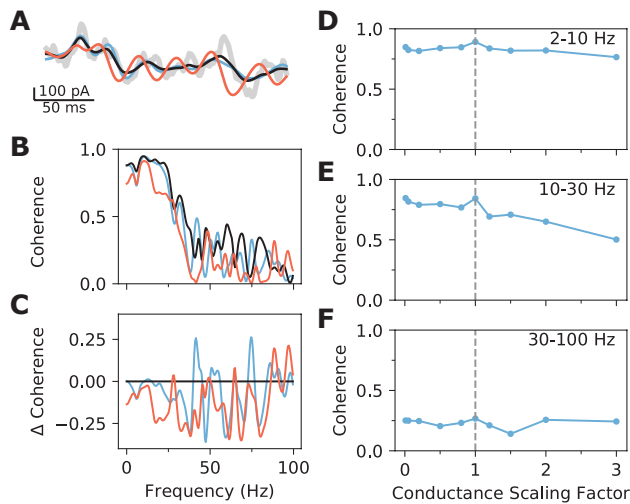 A
100 pA
50 ms
B
Coherence
1.0
0.5
0.0
C
Δ Coherence
0.25
0.00
−0.25
0
50
100
Frequency (Hz)
D
2-10 Hz
Coherence
1.0
0.5
0.0
E
10-30 Hz
Coherence
1.0
0.5
0.0
F
30-100 Hz
Coherence
1.0
0.5
0.0
0
1
2
3
Conductance Scaling Factor